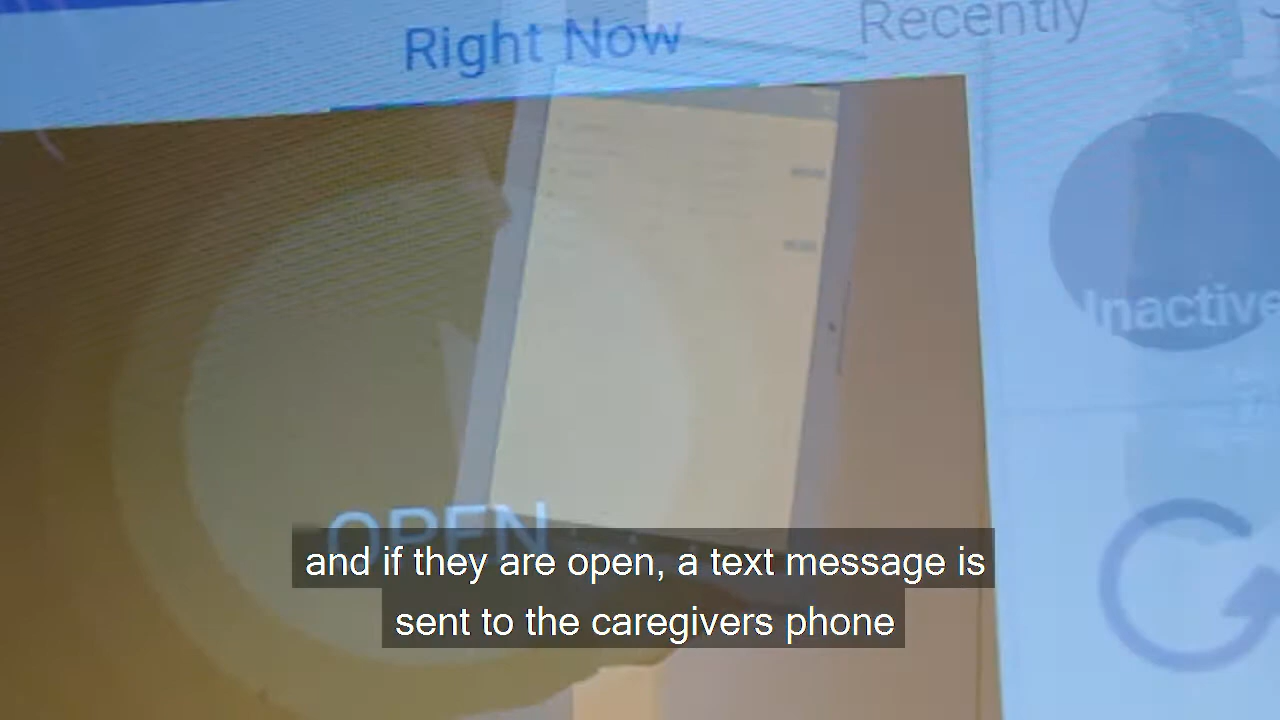 Right Now
Recently
Inactive
OPEN
and if they are open, a text message is
sent to the caregivers phone